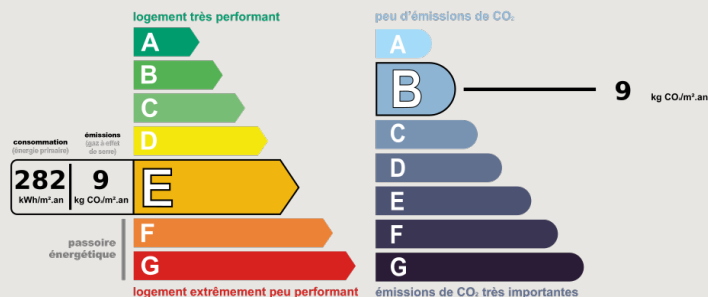 logement très performant
A
B
C
D
consommation
(énergie primaire)
émissions
(gaz à effet
de serre)
282
kWh/m².an
9
kg CO₂/m².an
E
F
G
passoire
énergétique
logement extrêmement peu performant
peu d'émissions de CO₂
A
B
9
kg CO₂/m².an
C
D
E
F
G
émissions de CO₂ très importantes